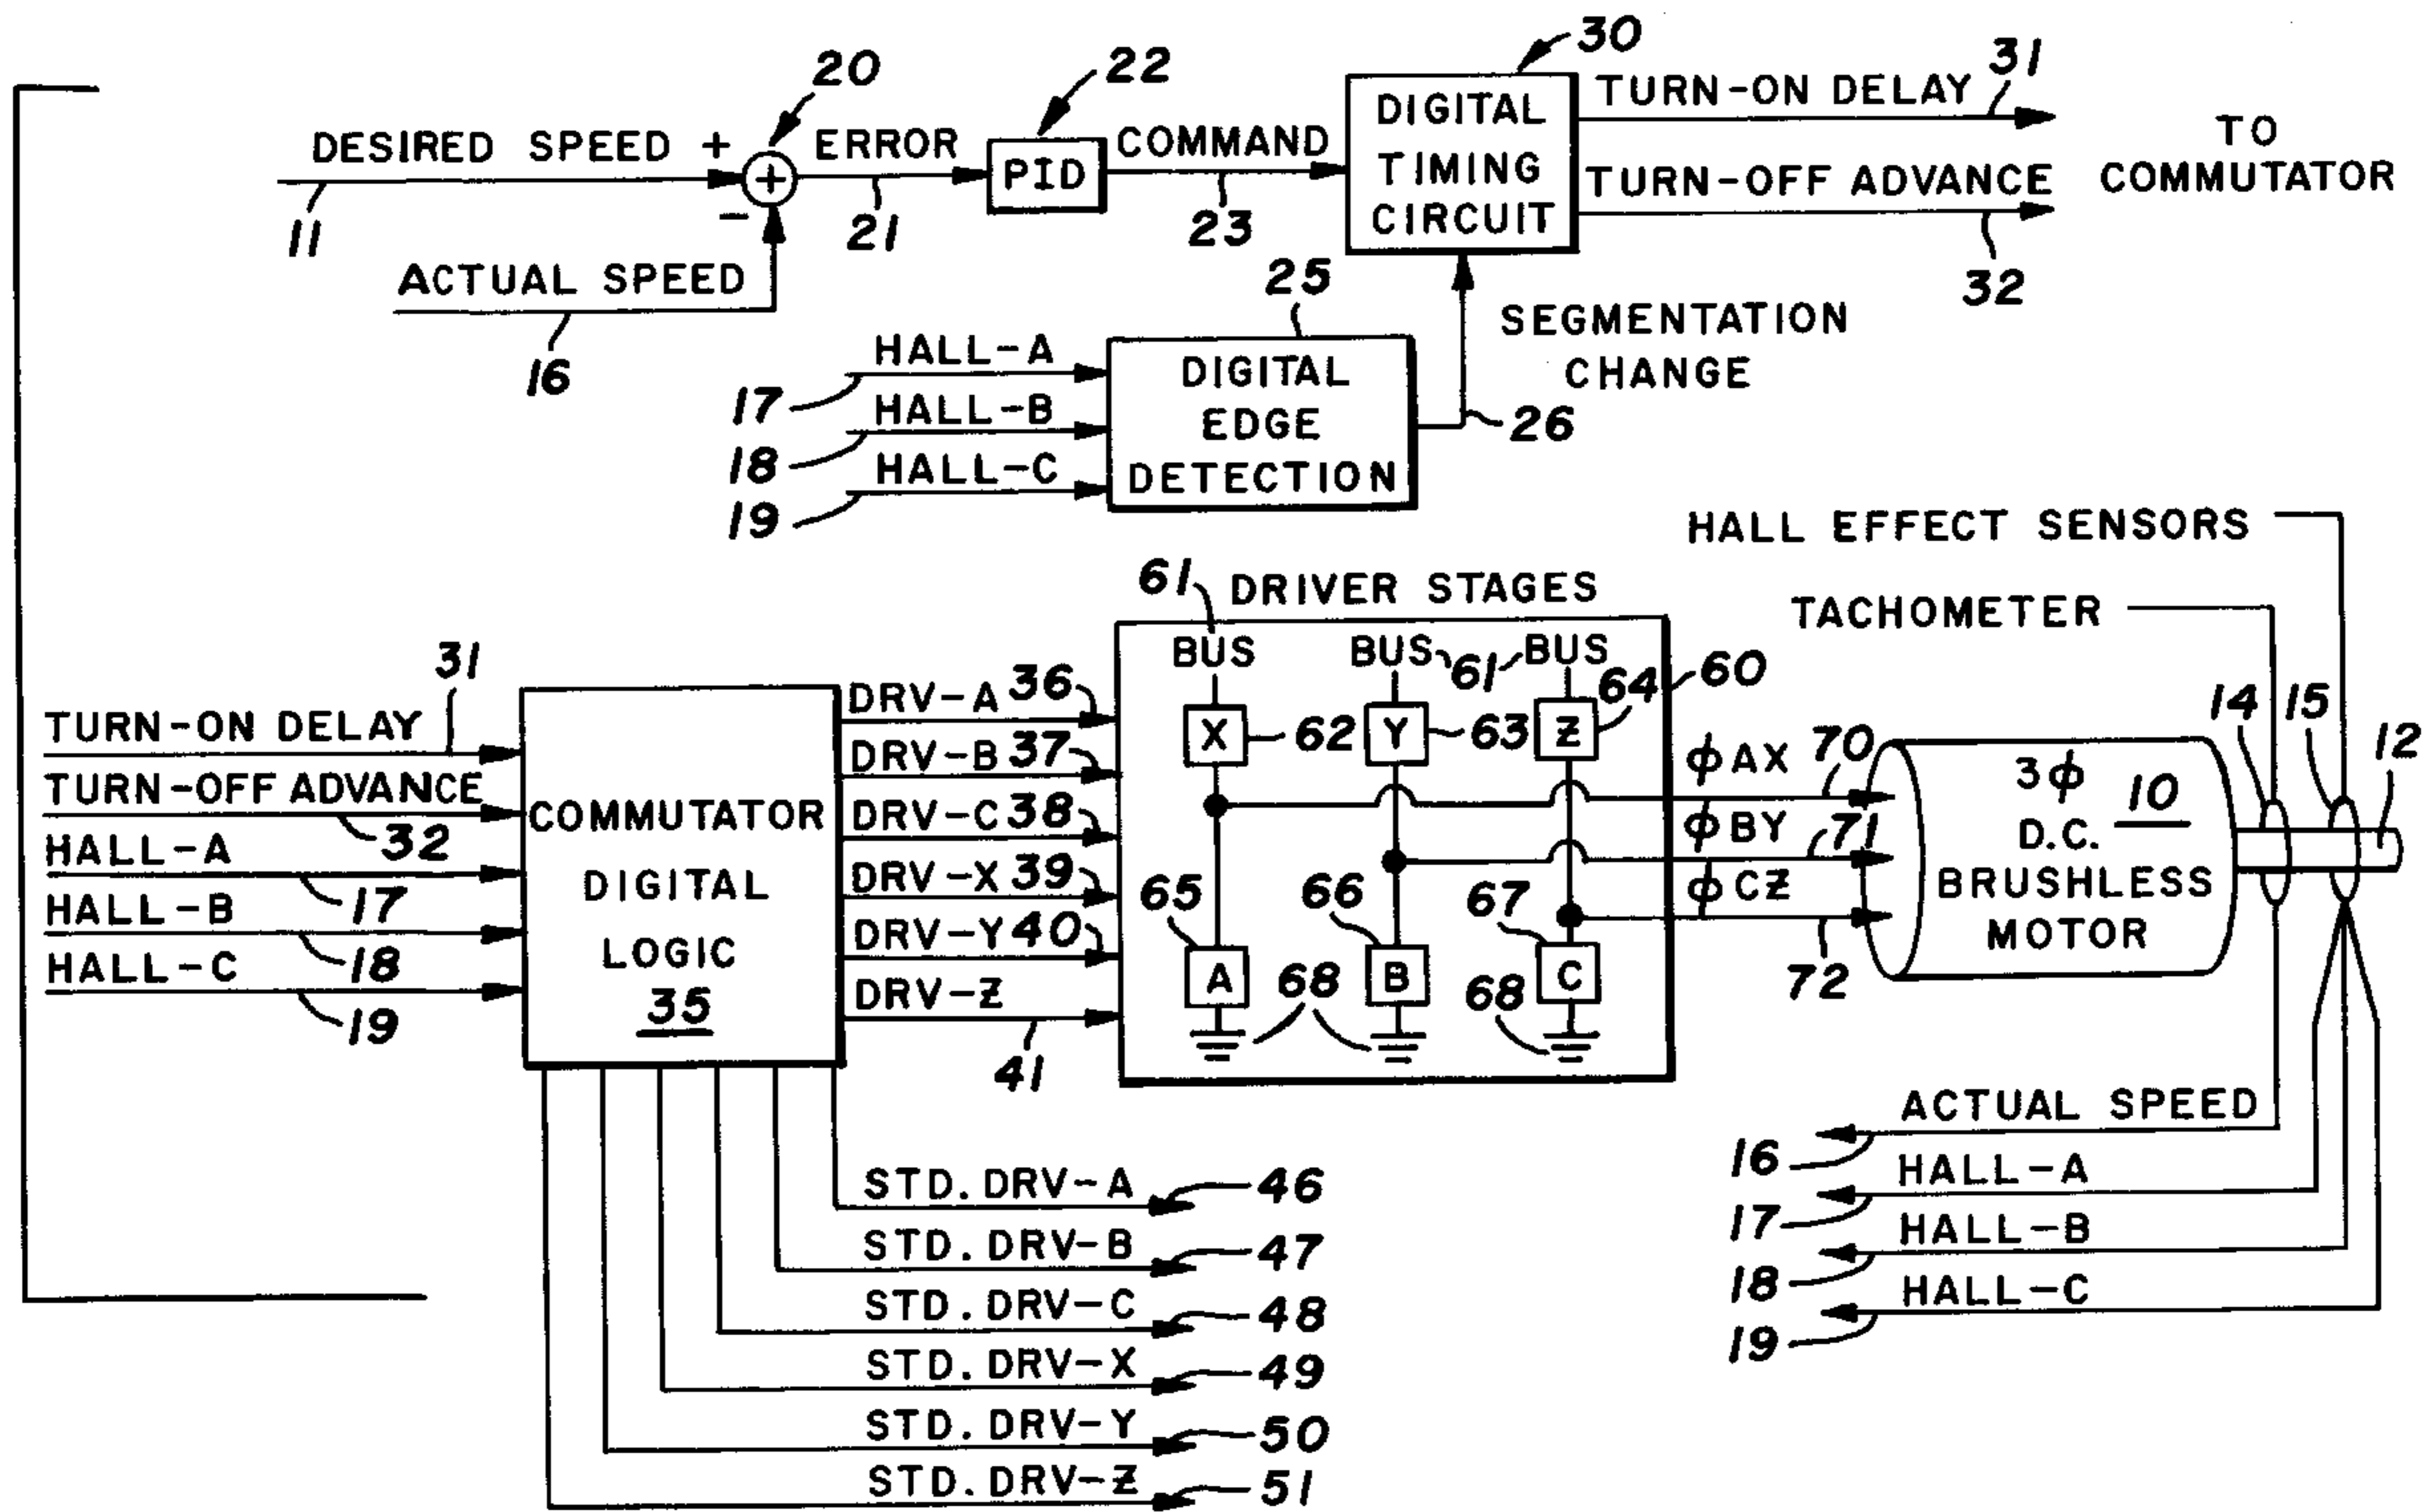 20
22
30
TURN-ON DELAY
31
DESIRED SPEED +
ERROR
PID
COMMAND
DIGITAL
TIMING
CIRCUIT
TURN-OFF ADVANCE
TO
COMMUTATOR
+
-
11
21
23
32
ACTUAL SPEED
16
25
SEGMENTATION
CHANGE
HALL-A
17
HALL-B
18
HALL-C
19
DIGITAL
EDGE
DETECTION
26
HALL EFFECT SENSORS
TACHOMETER
61
DRIVER STAGES
BUS
BUS
61
BUS
60
X
62
Y
63
Z
64
65
A
66
B
67
C
68
68
31
TURN-ON DELAY
TURN-OFF ADVANCE
32
HALL-A
17
HALL-B
18
HALL-C
19
COMMUTATOR
DIGITAL
LOGIC
35
DRV-A 36
DRV-B 37
DRV-C 38
DRV-X 39
DRV-Y 40
DRV-Z
41
ϕAX 70
ϕBY 71
ϕCZ
72
3ϕ 10
D.C.
BRUSHLESS
MOTOR
14
15
12
ACTUAL SPEED
16
HALL-A
17
HALL-B
18
HALL-C
19
STD. DRV-A 46
STD. DRV-B 47
STD. DRV-C 48
STD. DRV-X 49
STD. DRV-Y 50
STD. DRV-Z 51